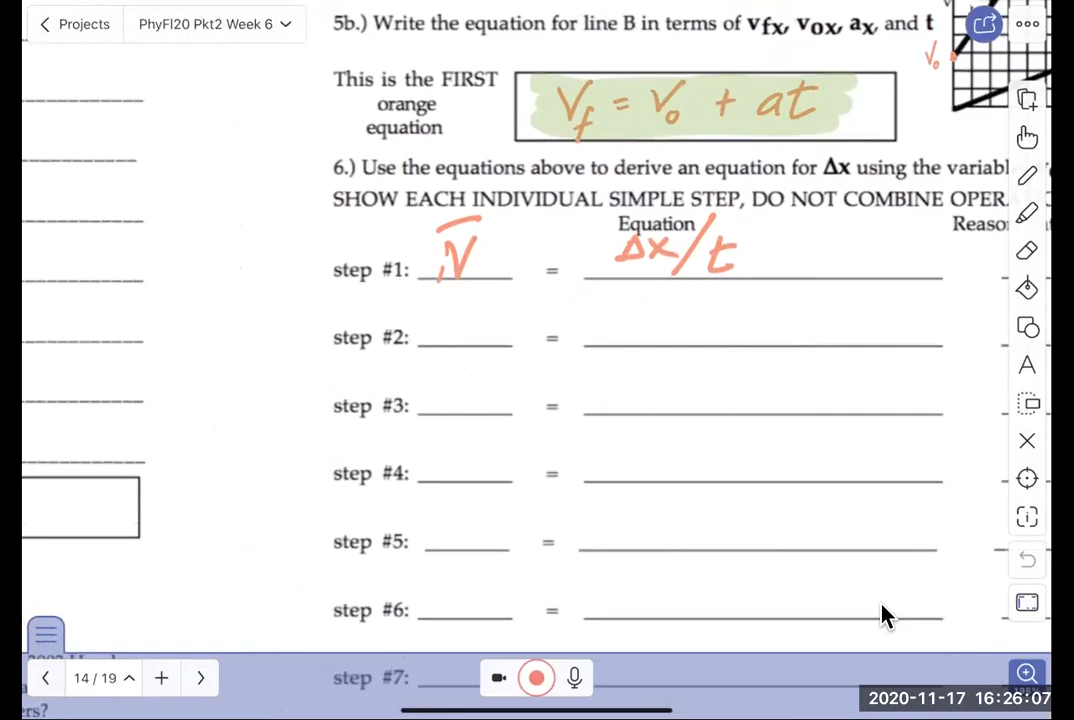 Projects
PhyFl20 Pkt2 Week 6
5b.) Write the equation for line B in terms of vfx, vox, ax, and t
This is the FIRST
orange
equation
Vf = Vo + at
Vo
6.) Use the equations above to derive an equation for Δx using the variabl
SHOW EACH INDIVIDUAL SIMPLE STEP, DO NOT COMBINE OPER
Equation
Reaso
step #1: V̅ = Δx/t
step #2: =
step #3: =
step #4: =
step #5: =
step #6: =
step #7:
14 / 19
2020-11-17 16:26:07
ers?